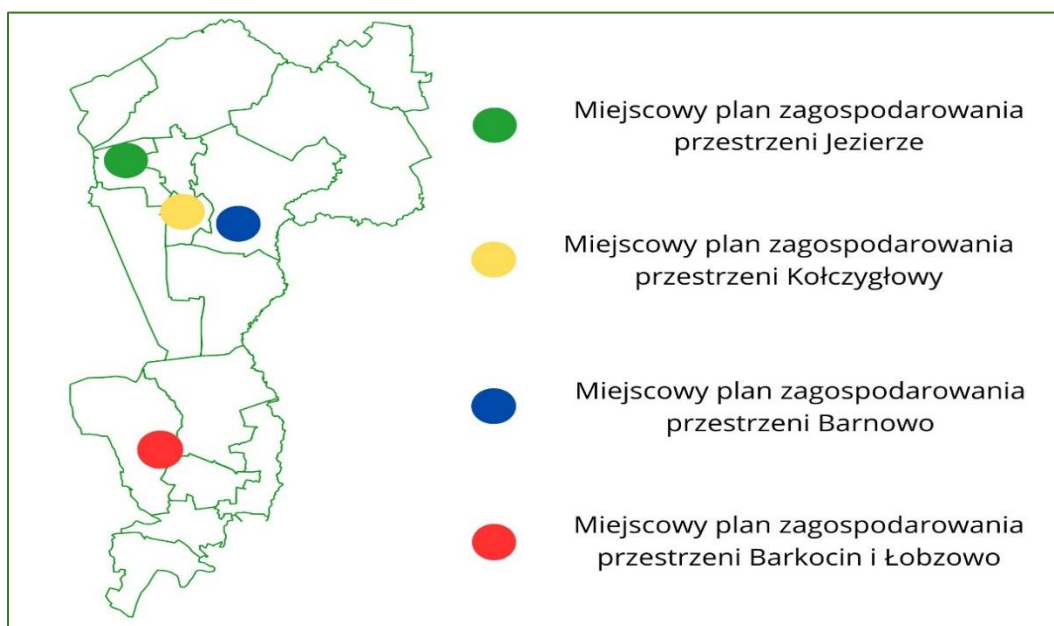 Miejscowy plan zagospodarowania
przestrzeni Jezierze
Miejscowy plan zagospodarowania
przestrzeni Kołczygłowy
Miejscowy plan zagospodarowania
przestrzeni Barnowo
Miejscowy plan zagospodarowania
przestrzeni Barkocin i Łobzowo